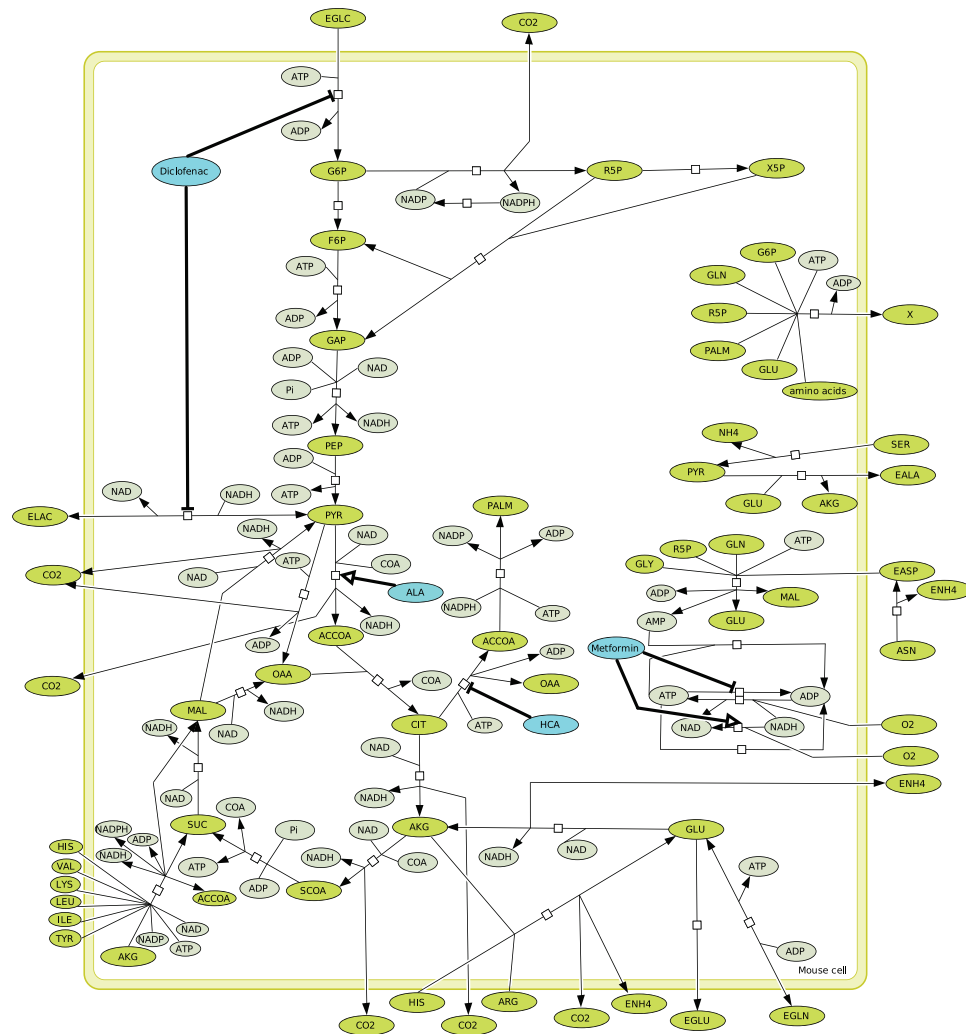 EGLC
CO2
ATP
ADP
Diclofenac
G6P
R5P
X5P
NADP
NADPH
F6P
ATP
G6P
ATP
GLN
ADP
R5P
X
ADP
GAP
PALM
GLU
amino acids
ADP
NAD
Pi
ATP
NADH
PEP
NH4
SER
ADP
PYR
EALA
NAD
NADH
ATP
GLU
AKG
ELAC
PYR
PALM
NADH
NAD
NADP
ADP
GLN
ATP
R5P
CO2
NAD
ATP
COA
GLY
EASP
ENH4
ALA
ADP
MAL
NADPH
ATP
AMP
GLU
ADP
NADH
ACCOA
ACCOA
ADP
Metformin
ASN
CO2
OAA
COA
OAA
ATP
ADP
MAL
NADH
NADH
NAD
CIT
ATP
HCA
NAD
NADH
O2
NAD
O2
NAD
NADH
ENH4
COA
SUC
Pi
NAD
AKG
GLU
NADPH
ADP
HIS
NADH
ATP
NADH
COA
NADH
NAD
VAL
ATP
LYS
ADP
SCOA
LEU
ACCOA
ILE
NAD
TYR
NADP
ATP
ADP
AKG
Mouse cell
HIS
ARG
ENH4
EGLN
CO2
CO2
CO2
EGLU